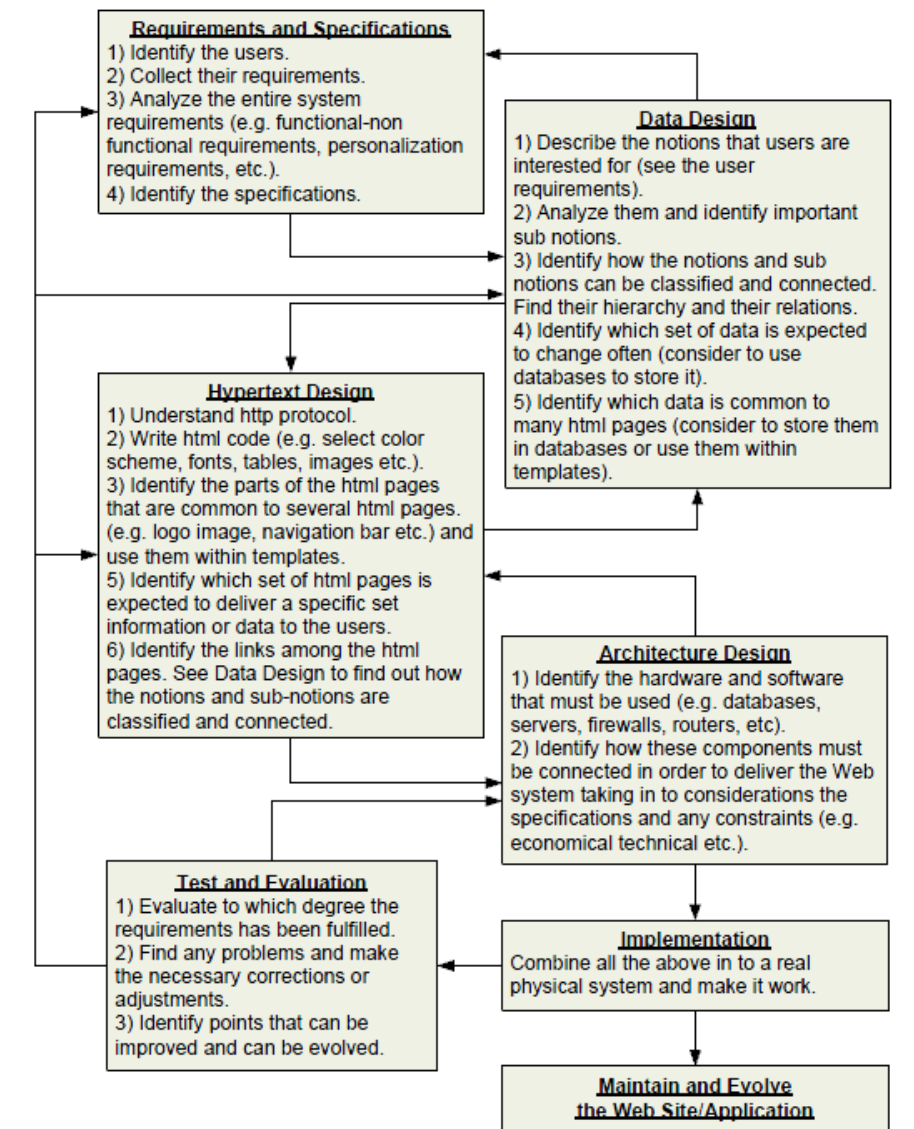 Requirements and Specifications
1) Identify the users.
2) Collect their requirements.
3) Analyze the entire system
requirements (e.g. functional-non
functional requirements, personalization
requirements, etc.).
4) Identify the specifications.
Data Design
1) Describe the notions that users are
interested for (see the user
requirements).
2) Analyze them and identify important
sub notions.
3) Identify how the notions and sub
notions can be classified and connected.
Find their hierarchy and their relations.
4) Identify which set of data is expected
to change often (consider to use
databases to store it).
5) Identify which data is common to
many html pages (consider to store them
in databases or use them within
templates).
Hypertext Design
1) Understand http protocol.
2) Write html code (e.g. select color
scheme, fonts, tables, images etc.).
3) Identify the parts of the html pages
that are common to several html pages.
(e.g. logo image, navigation bar etc.) and
use them within templates.
5) Identify which set of html pages is
expected to deliver a specific set
information or data to the users.
6) Identify the links among the html
pages. See Data Design to find out how
the notions and sub-notions are
classified and connected.
Architecture Design
1) Identify the hardware and software
that must be used (e.g. databases,
servers, firewalls, routers, etc).
2) Identify how these components must
be connected in order to deliver the Web
system taking in to considerations the
specifications and any constraints (e.g.
economical technical etc.).
Test and Evaluation
1) Evaluate to which degree the
requirements has been fulfilled.
2) Find any problems and make
the necessary corrections or
adjustments.
3) Identify points that can be
improved and can be evolved.
Implementation
Combine all the above in to a real
physical system and make it work.
Maintain and Evolve
the Web Site/Application